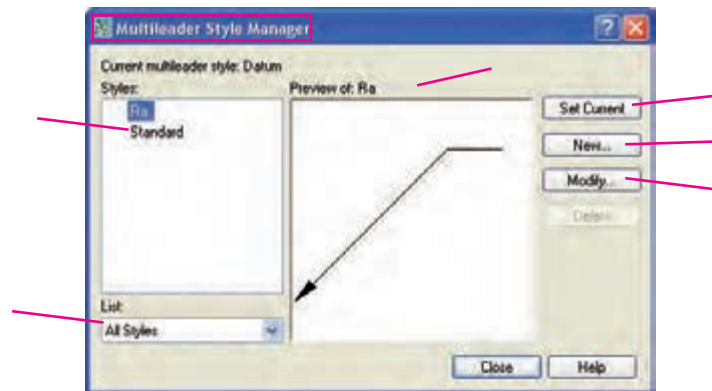 Multileader Style Manager
Current multileader style: Datum
Styles:
Preview of: Ra
Ra
Standard
Set Current
New...
Modify...
Delete
List:
All Styles
Close
Help